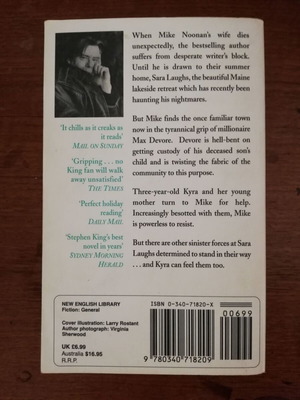 When Mike Noonan's wife dies
unexpectedly, the bestselling author
suffers from desperate writer's block.
Until he is drawn to their summer
home, Sara Laughs, the beautiful Maine
lakeside retreat which has recently been
haunting his nightmares.
But Mike finds the once familiar town
now in the tyrannical grip of millionaire
Max Devore. Devore is hell-bent on
getting custody of his deceased son's
child and is twisting the fabric of the
community to this purpose.
Three-year-old Kyra and her young
mother turn to Mike for help.
Increasingly besotted with them, Mike
is powerless to resist.
But there are other sinister forces at Sara
Laughs determined to stand in their way
. . . and Kyra can feel them too.
'It chills as it creaks as
it reads'
MAIL ON SUNDAY
'Gripping . . . no
King fan will walk
away unsatisfied'
THE TIMES
'Perfect holiday
reading'
DAILY MAIL
'Stephen King's best
novel in years'
SYDNEY MORNING
HERALD
NEW ENGLISH LIBRARY
Fiction: General
Cover illustration: Larry Rostant
Author photograph: Virginia
Sherwood
UK £6.99
Australia $16.95
R.R.P.
ISBN 0-340-71820-X
00699
9 780340 718209